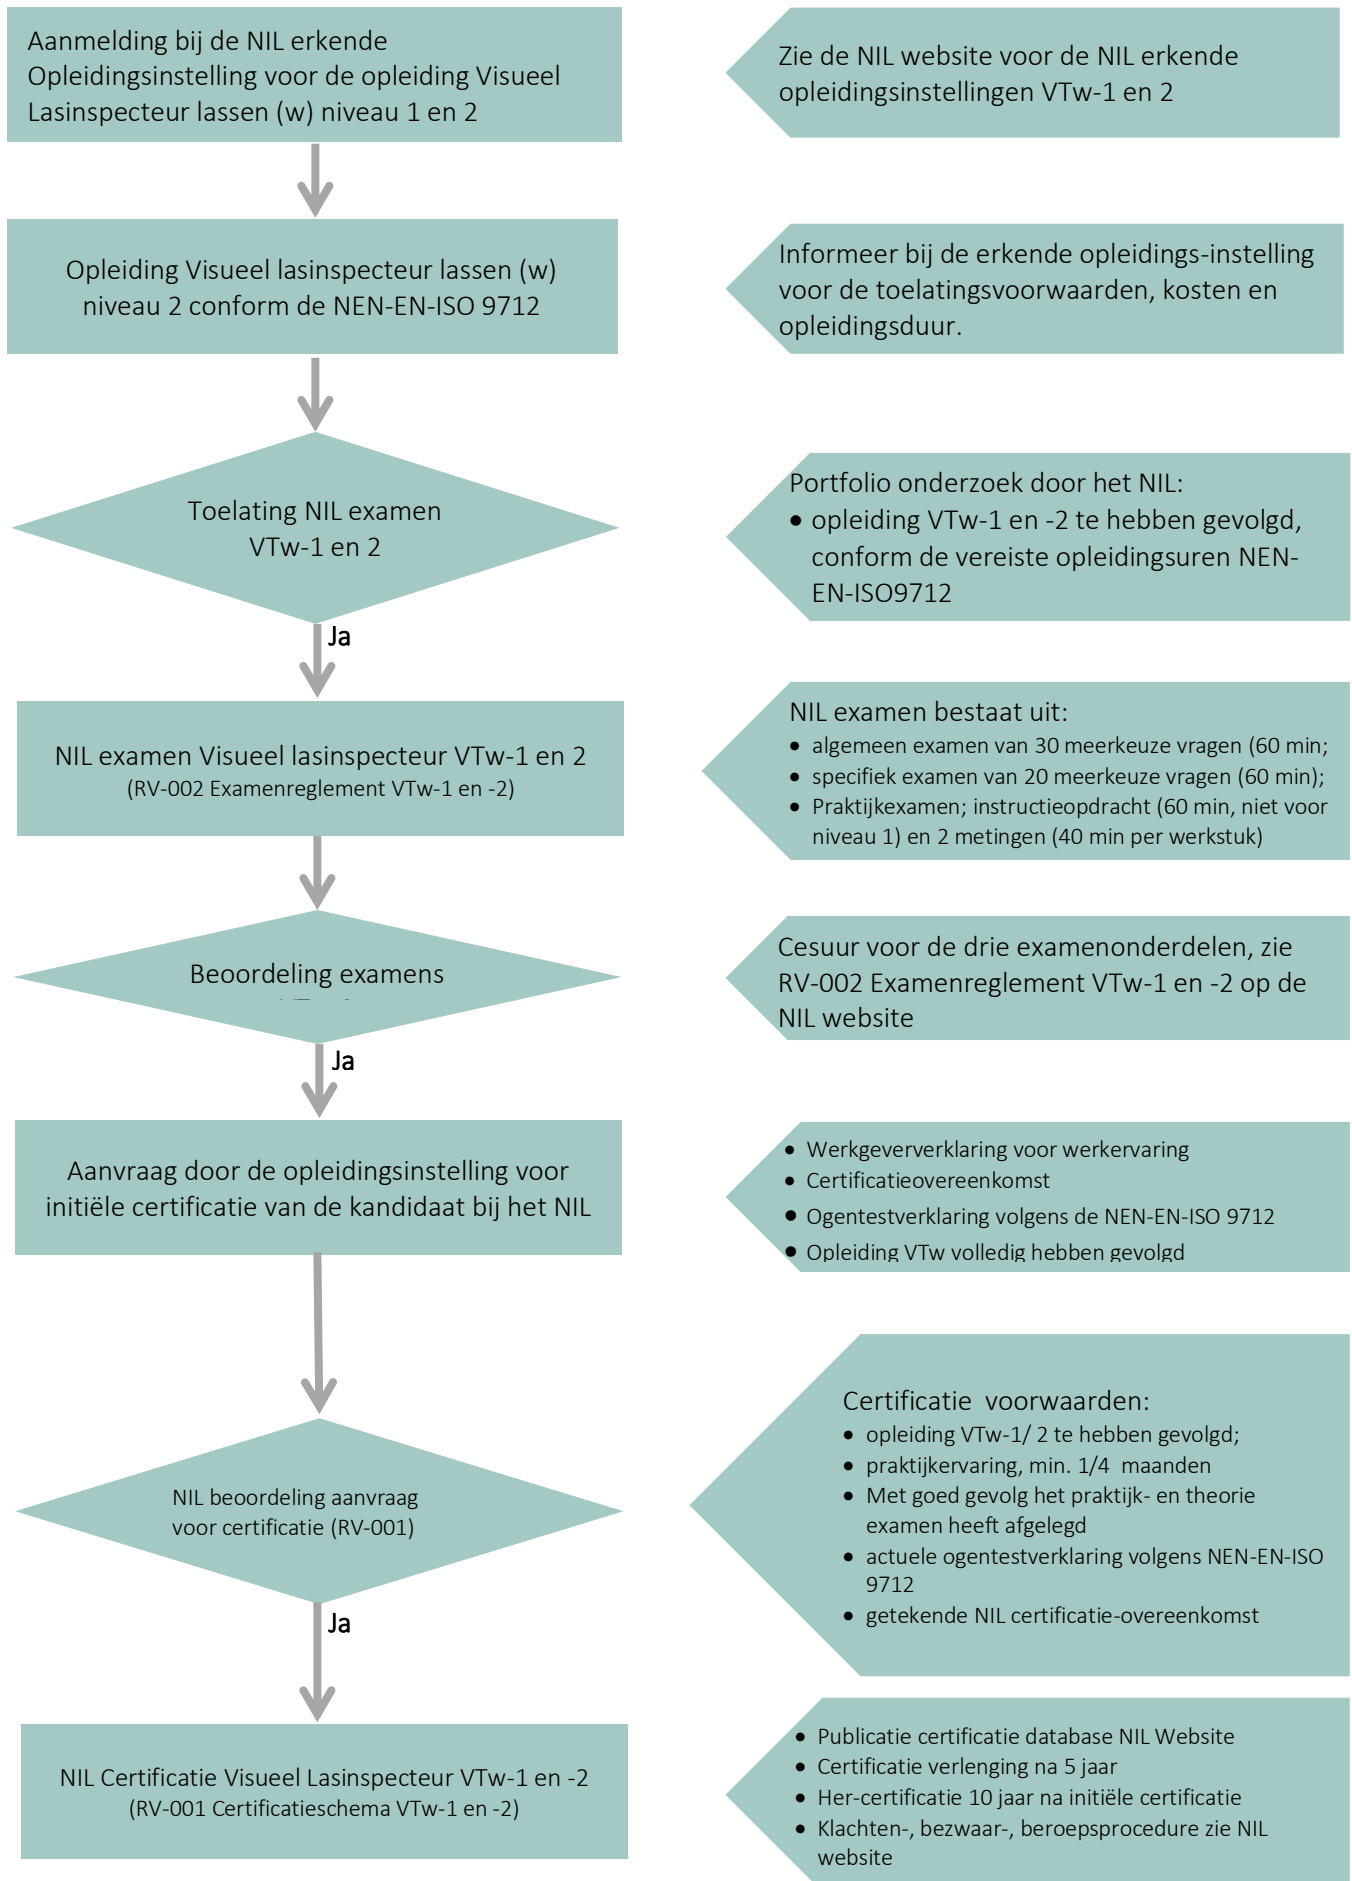 Aanmelding bij de NIL erkende
Opleidingsinstelling voor de opleiding Visueel
Lasinspecteur lassen (w) niveau 1 en 2
Zie de NIL website voor de NIL erkende
opleidingsinstellingen VTw-1 en 2
Opleiding Visueel lasinspecteur lassen (w)
niveau 2 conform de NEN-EN-ISO 9712
Informeer bij de erkende opleidings-instelling
voor de toelatingsvoorwaarden, kosten en
opleidingsduur.
Toelating NIL examen
VTw-1 en 2
Portfolio onderzoek door het NIL:
• opleiding VTw-1 en -2 te hebben gevolgd,
conform de vereiste opleidingsuren NEN-
EN-ISO9712
Ja
NIL examen Visueel lasinspecteur VTw-1 en 2
(RV-002 Examenreglement VTw-1 en -2)
NIL examen bestaat uit:
• algemeen examen van 30 meerkeuze vragen (60 min;
• specifiek examen van 20 meerkeuze vragen (60 min);
• Praktijkexamen; instructieopdracht (60 min, niet voor
niveau 1) en 2 metingen (40 min per werkstuk)
Beoordeling examens
Cesuur voor de drie examenonderdelen, zie
RV-002 Examenreglement VTw-1 en -2 op de
NIL website
Ja
Aanvraag door de opleidingsinstelling voor
initiële certificatie van de kandidaat bij het NIL
• Werkgeververklaring voor werkervaring
• Certificatieovereenkomst
• Ogentestverklaring volgens de NEN-EN-ISO 9712
• Opleiding VTw volledig hebben gevolgd
NIL beoordeling aanvraag
voor certificatie (RV-001)
Certificatie  voorwaarden:
• opleiding VTw-1/ 2 te hebben gevolgd;
• praktijkervaring, min. 1/4  maanden
• Met goed gevolg het praktijk- en theorie
examen heeft afgelegd
• actuele ogentestverklaring volgens NEN-EN-ISO
9712
• getekende NIL certificatie-overeenkomst
Ja
NIL Certificatie Visueel Lasinspecteur VTw-1 en -2
(RV-001 Certificatieschema VTw-1 en -2)
• Publicatie certificatie database NIL Website
• Certificatie verlenging na 5 jaar
• Her-certificatie 10 jaar na initiële certificatie
• Klachten-, bezwaar-, beroepsprocedure zie NIL
website